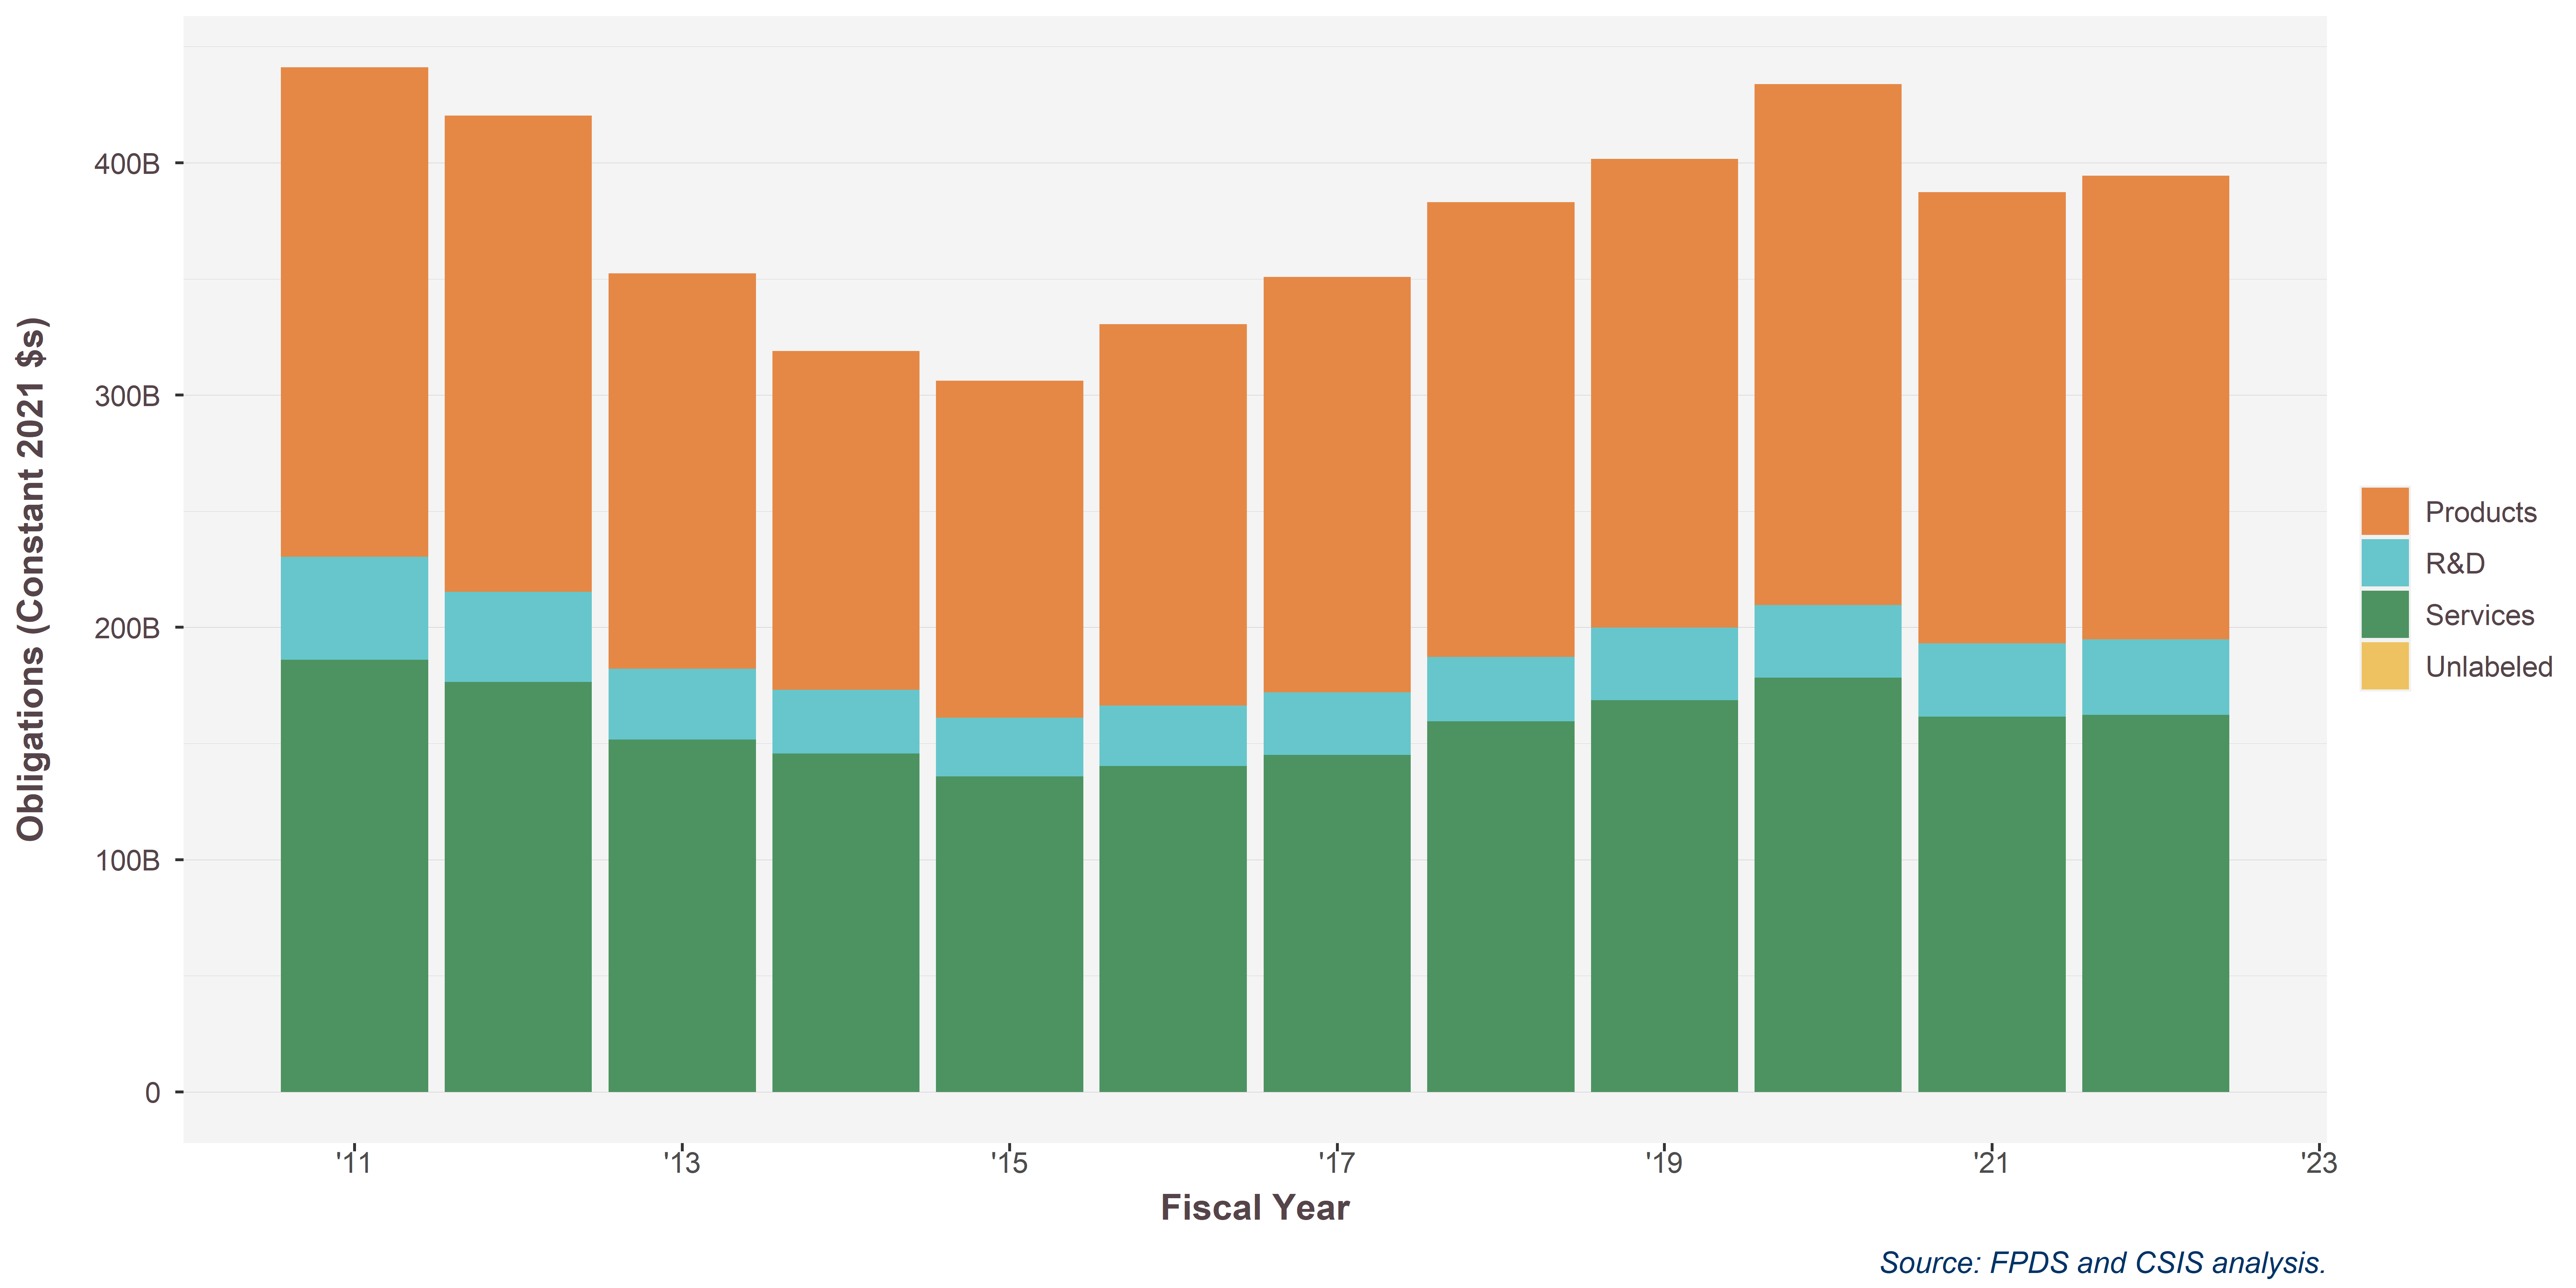 Obligations (Constant 2021 $s)
400B
300B
200B
100B
0
'11
'13
'15
'17
'19
'21
'23
Fiscal Year
Products
R&D
Services
Unlabeled
Source: FPDS and CSIS analysis.